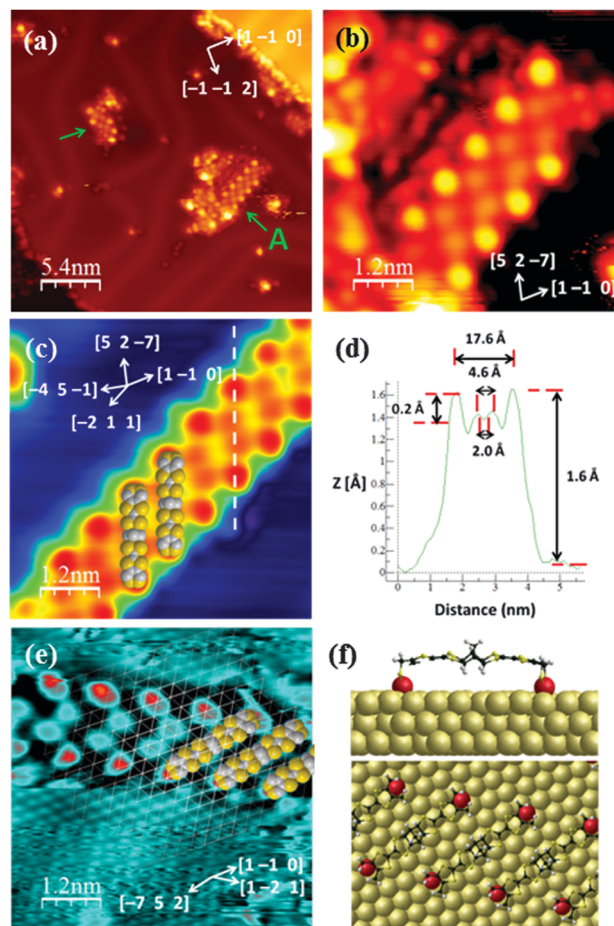 (a)
[1 −1 0]
[−1 −1 2]
A
5.4nm
(b)
[5 2 −7]
[1 −1 0]
1.2nm
(c)
[5 2 −7]
[−4 5 −1]
[1 −1 0]
[−2 1 1]
1.2nm
(d)
17.6 Å
4.6 Å
1.6
1.4
0.2 Å
1.2
2.0 Å
1
Z [Å]
1.6 Å
0.8
0.6
0.4
0.2
0
0 1 2 3 4 5
Distance (nm)
(e)
[1 −1 0]
[1 −2 1]
[−7 5 2]
1.2nm
(f)